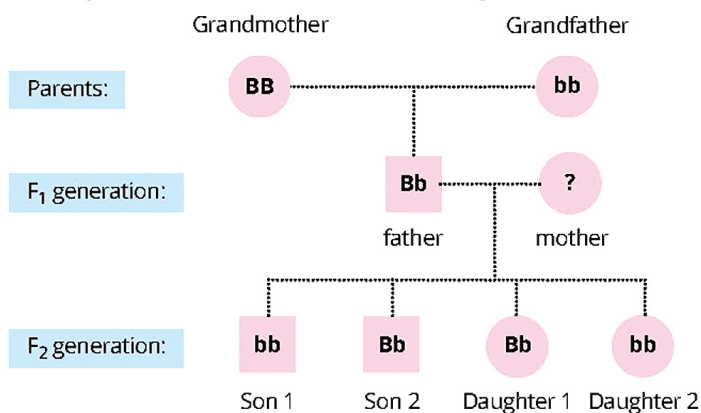 Grandmother Grandfather
Parents: BB bb
F₁ generation: Bb ?
father mother
F₂ generation: bb Bb Bb bb
Son 1 Son 2 Daughter 1 Daughter 2